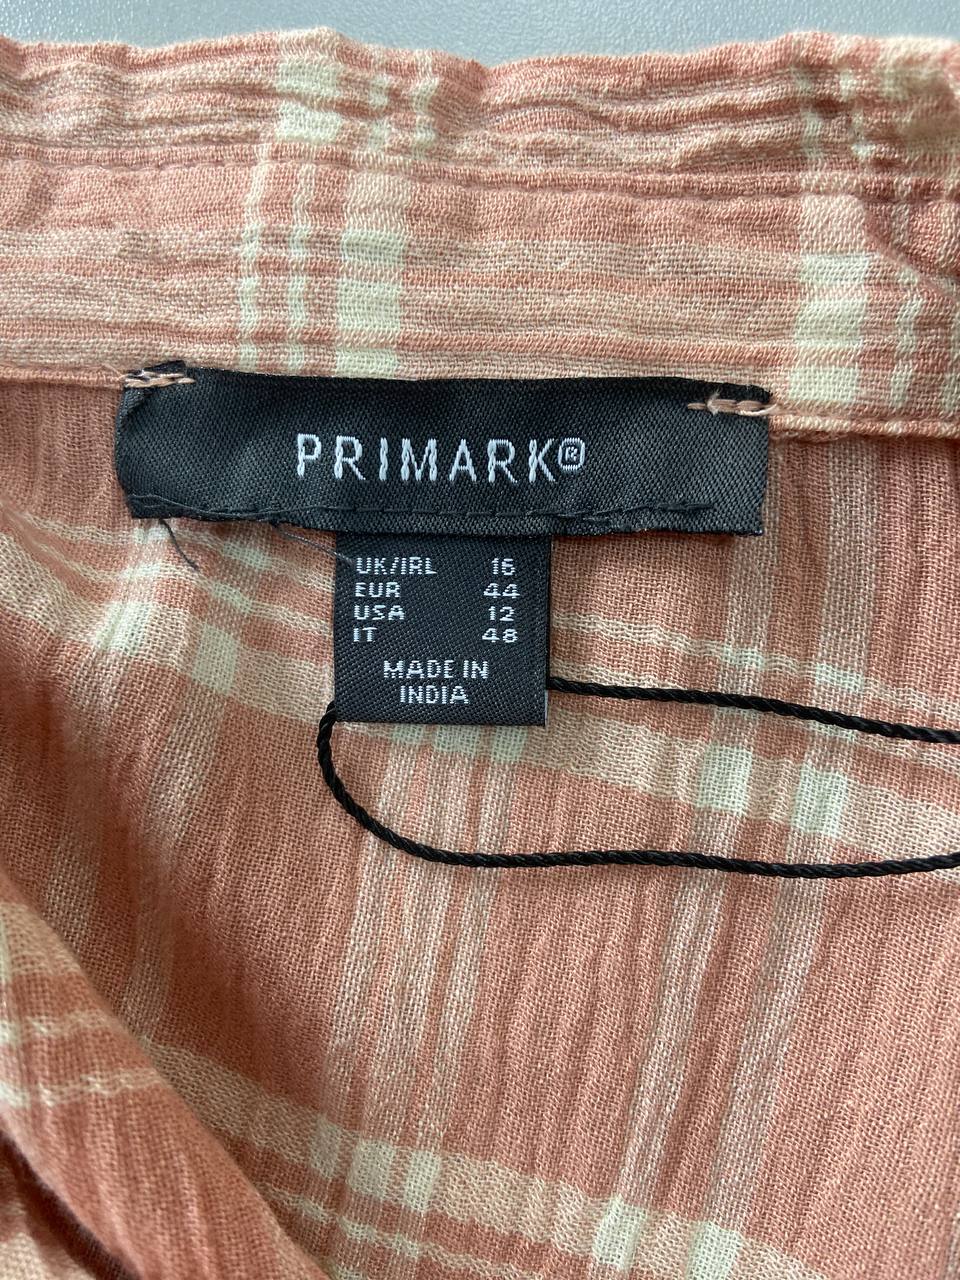 PRIMARK®
UK/IRL 16
EUR 44
USA 12
IT 48
MADE IN
INDIA